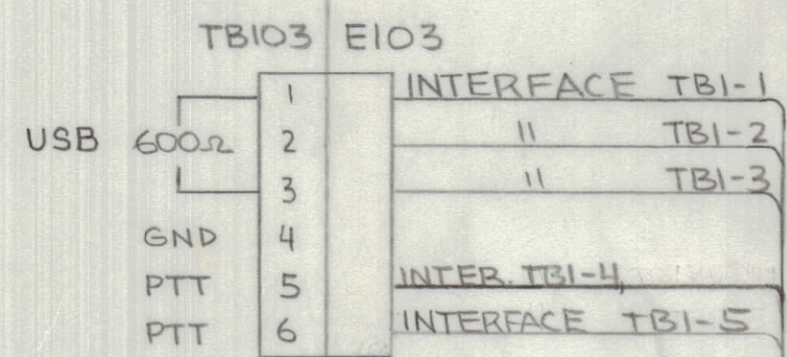 TB103 E103
1 INTERFACE TB1-1
USB 600Ω 2 " TB1-2
3 " TB1-3
GND 4
PTT 5 INTER. TB1-4
PTT 6 INTERFACE TB1-5